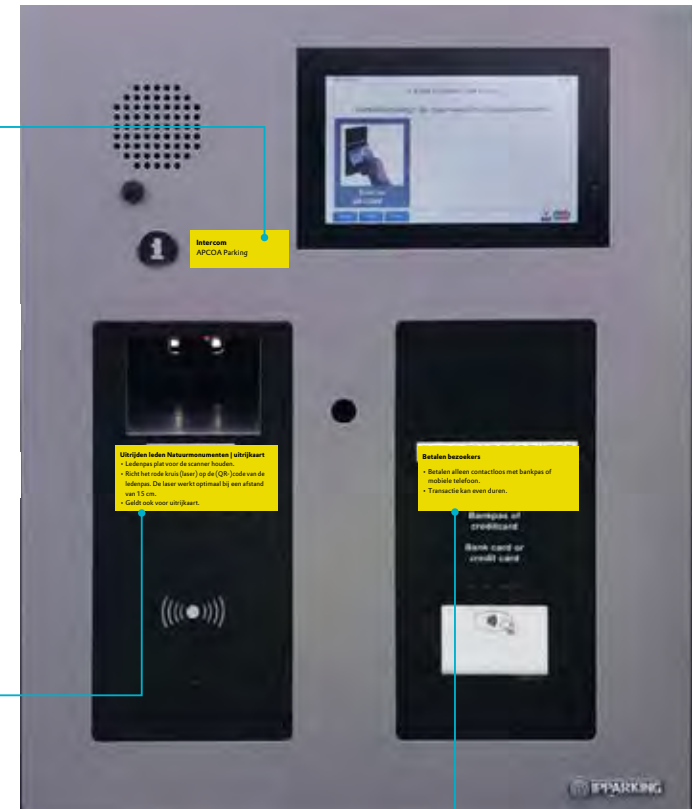 Intercom
APCOA Parking
Uitrijden leden Natuurmonumenten | uitrijkaart
• Ledenpas plat voor de scanner houden.
• Richt het rode kruis (laser) op de (QR-)code van de
ledenpas. De laser werkt optimaal bij een afstand
van 15 cm.
• Geldt ook voor uitrijkaart.
Betalen bezoekers
• Betalen alleen contactloos met bankpas of
mobiele telefoon.
• Transactie kan even duren.
Bankpas of
creditcard
Bank card or
credit card
IPPARKING